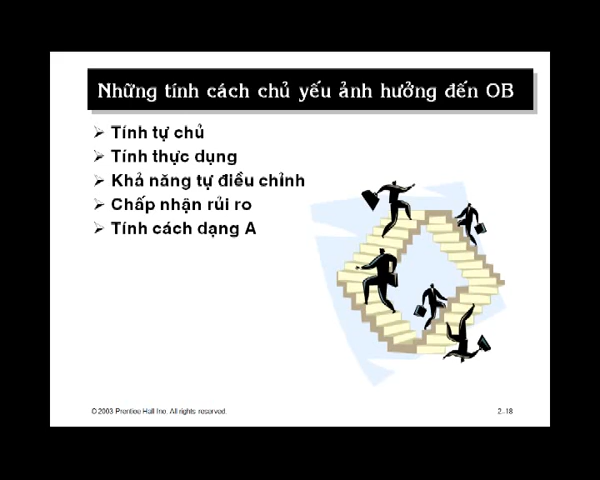 Những tính cách chủ yếu ảnh hưởng đến OB
Tính tự chủ
Tính thực dụng
Khả năng tự điều chỉnh
Chấp nhận rủi ro
Tính cách dạng A
© 2003 Prentice Hall Inc. All rights reserved.
2–18